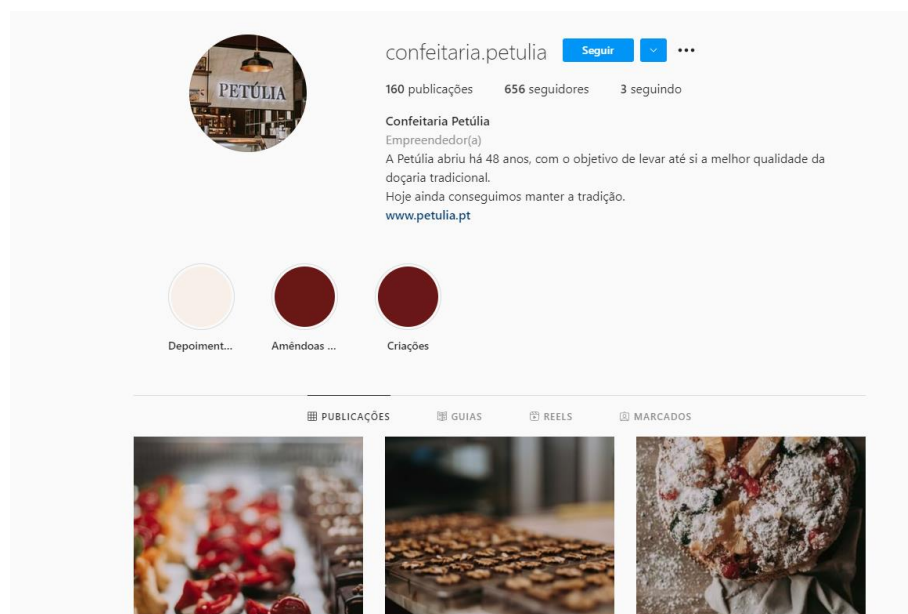 PETÚLIA
confeitaria.petulia Seguir
160 publicações 656 seguidores 3 seguindo
Confeitaria Petúlia
Empreendedor(a)
A Petúlia abriu há 48 anos, com o objetivo de levar até si a melhor qualidade da
doçaria tradicional.
Hoje ainda conseguimos manter a tradição.
www.petulia.pt
Depoiment... Amêndoas ... Criações
PUBLICAÇÕES GUIAS REELS MARCADOS